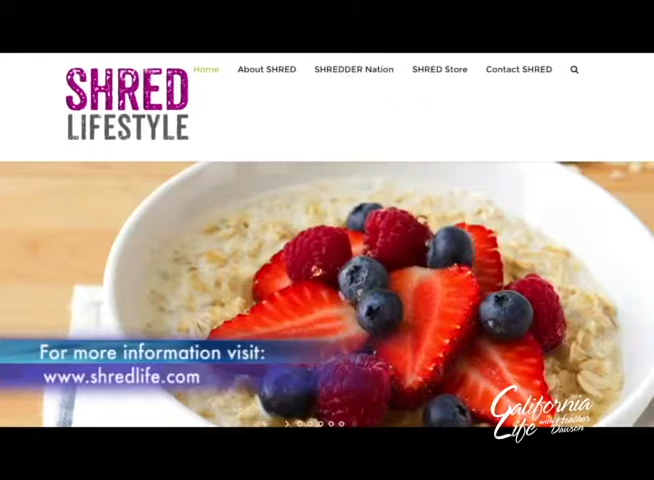 SHRED
LIFESTYLE
Home About SHRED SHREDDER Nation SHRED Store Contact SHRED
For more information visit:
www.shredlife.com
California
Life with Heather
Dawson